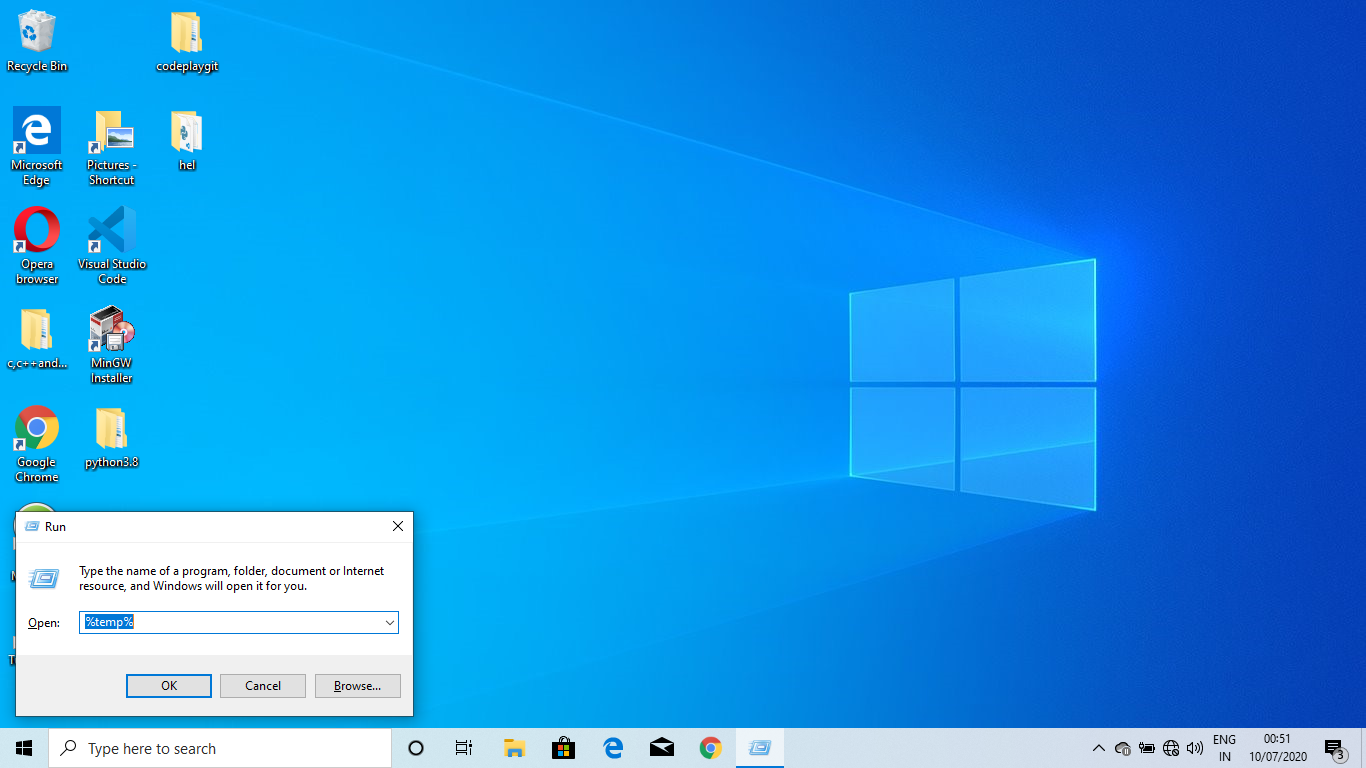 Recycle Bin
codeplaygit
Microsoft
Edge
Pictures -
Shortcut
hel
Opera
browser
Visual Studio
Code
c,c++and...
MinGW
Installer
Google
Chrome
python3.8
Run
Type the name of a program, folder, document or Internet
resource, and Windows will open it for you.
Open:
%temp%
OK
Cancel
Browse...
Type here to search
ENG
IN
00:51
10/07/2020
3